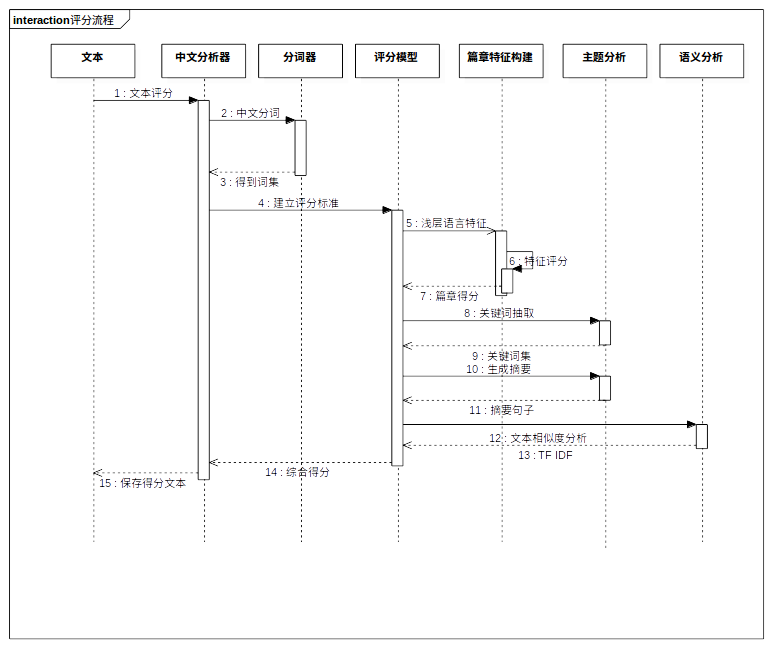 interaction评分流程
文本
中文分析器
分词器
评分模型
篇章特征构建
主题分析
语义分析
1 : 文本评分
2 : 中文分词
3 : 得到词集
4 : 建立评分标准
5 : 浅层语言特征
6 : 特征评分
7 : 篇章得分
8 : 关键词抽取
9 : 关键词集
10 : 生成摘要
11 : 摘要句子
12 : 文本相似度分析
13 : TF IDF
14 : 综合得分
15 : 保存得分文本